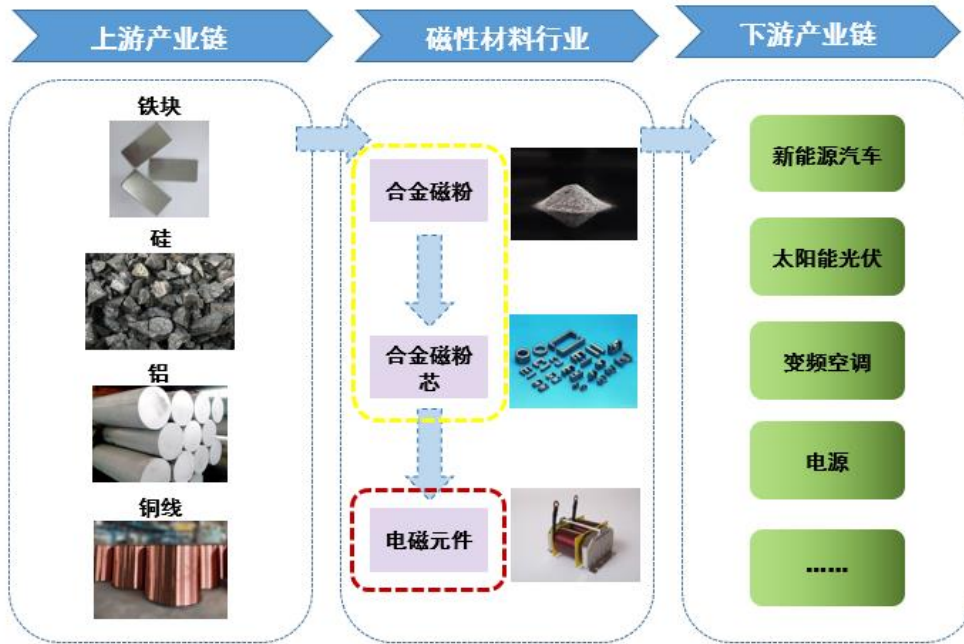 上游产业链
磁性材料行业
下游产业链
铁块
硅
铝
铜线
合金磁粉
合金磁粉
芯
电磁元件
新能源汽车
太阳能光伏
变频空调
电源
......